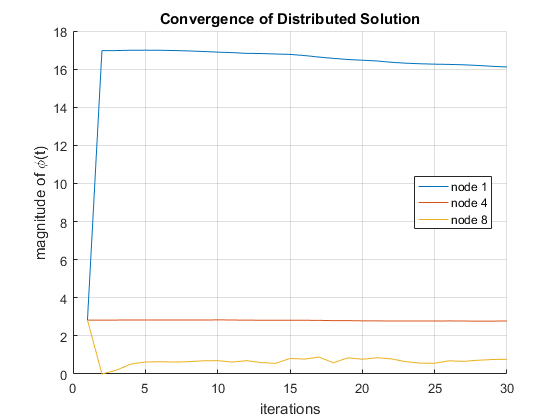 Convergence of Distributed Solution
magnitude of ϕ(t)
18
16
14
12
10
8
6
4
2
0
node 1
node 4
node 8
0 5 10 15 20 25 30
iterations